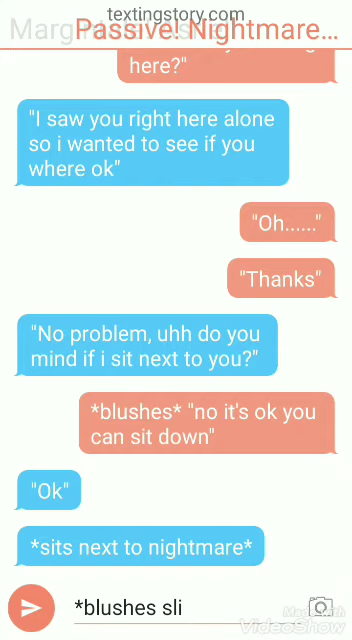 textingstory.com
Passive! Nightmare...
here?"
"I saw you right here alone
so i wanted to see if you
where ok"
"Oh......"
"Thanks"
"No problem, uhh do you
mind if i sit next to you?"
*blushes* "no it's ok you
can sit down"
"Ok"
*sits next to nightmare*
*blushes sli
Made with
VideoShow